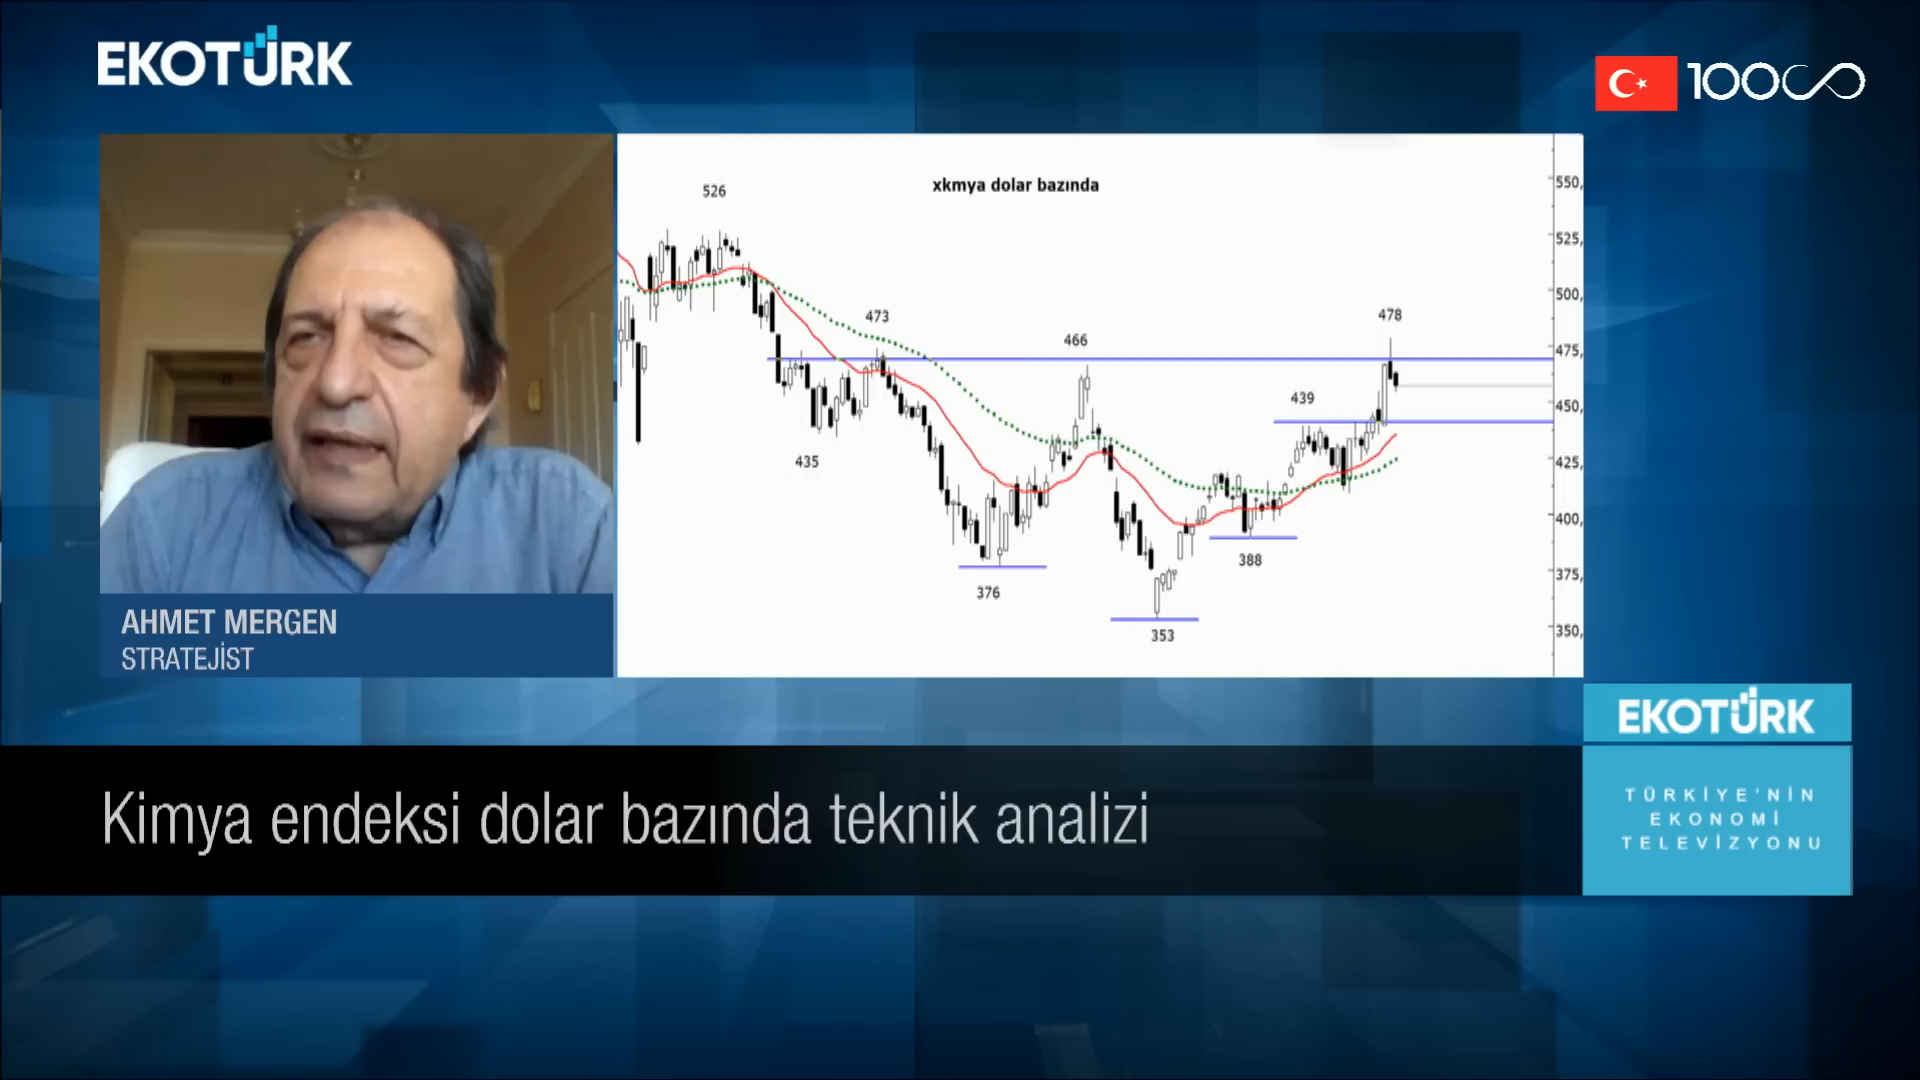 EKOTÜRK
100
xkmya dolar bazında
526
473
466
478
439
435
376
353
388
550,
525,
500,
475,
450,
425,
400,
375,
350,
AHMET MERGEN
STRATEJİST
EKOTÜRK
TÜRKİYE'NİN
EKONOMİ
TELEVİZYONU
Kimya endeksi dolar bazında teknik analizi